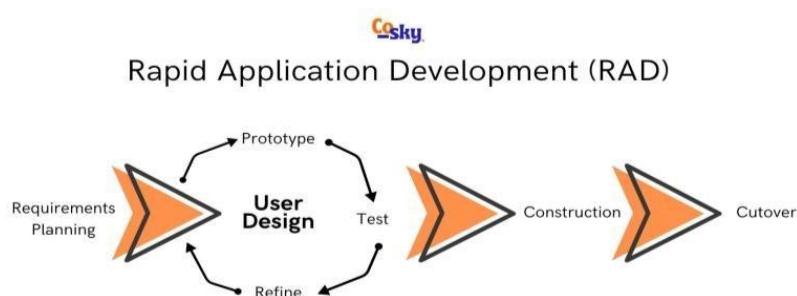 Cosky
Rapid Application Development (RAD)
Prototype
Requirements
Planning
User
Design
Test
Construction
Cutover
Refine